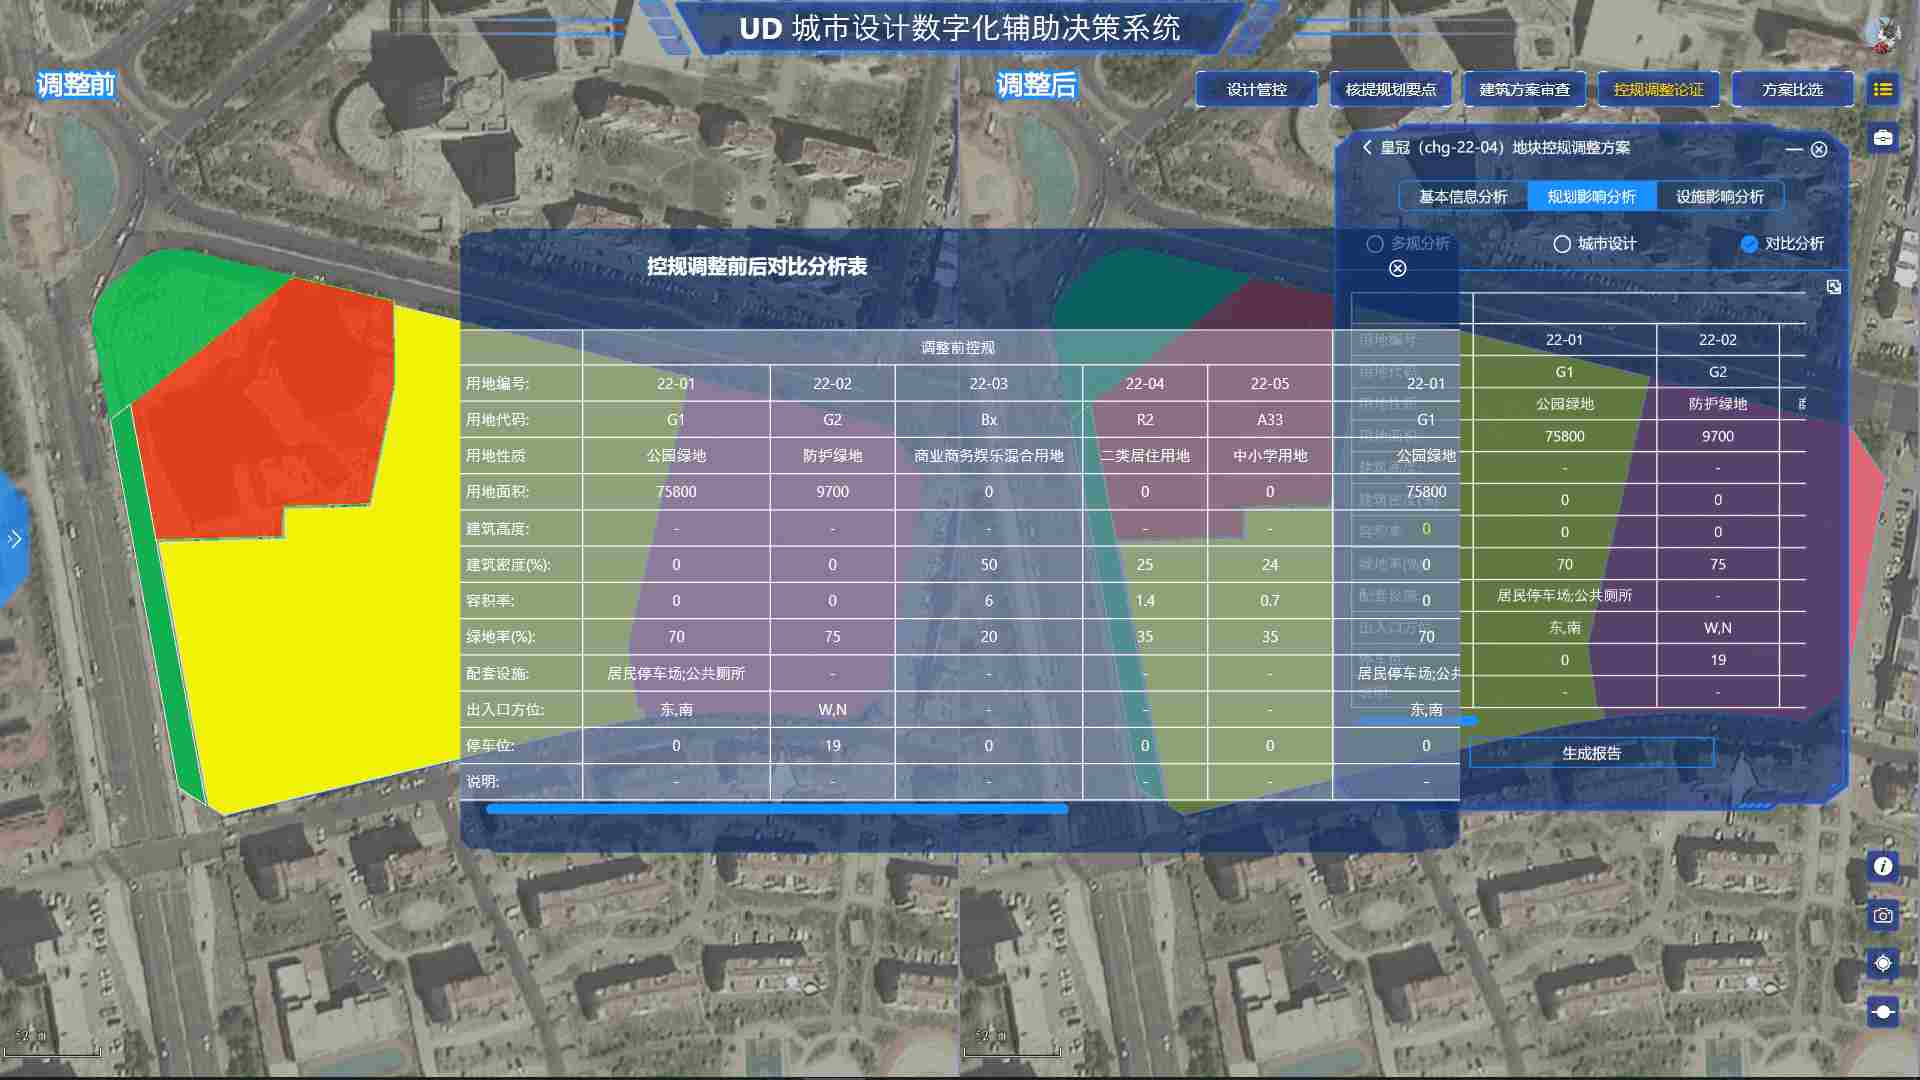 UD 城市设计数字化辅助决策系统
调整前
调整后
设计管控 核提规划要点 建筑方案审查 控规调整论证 方案比选
皇冠（chg-22-04）地块控规调整方案
基本信息分析 规划影响分析 设施影响分析
多规分析 城市设计 对比分析
控规调整前后对比分析表
调整前控规
用地编号: 22-01 22-02 22-03 22-04 22-05 22-01
用地代码: G1 G2 Bx R2 A33 G1
用地性质 公园绿地 防护绿地 商业商务娱乐混合用地 二类居住用地 中小学用地 公园绿地
用地面积: 75800 9700 0 0 0 75800
建筑高度: - - - - - 0
建筑密度(%): 0 0 50 25 24 0
容积率: 0 0 6 1.4 0.7 0
绿地率(%): 70 75 20 35 35 70
配套设施: 居民停车场;公共厕所 - - - - 居民停车场;公共
出入口方位: 东,南 W,N - - - 东,南
停车位: 0 19 0 0 0 0
说明: - - - - - -
22-01 22-02
G1 G2
公园绿地 防护绿地
75800 9700
- -
0 0
0 0
70 75
居民停车场;公共厕所 -
东,南 W,N
0 19
- -
生成报告
52 m
52 m